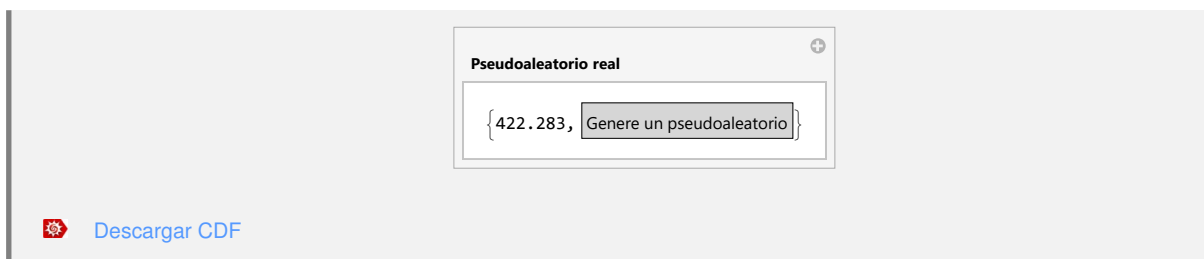 Pseudoaleatorio real
{422.283, Genere un pseudoaleatorio}
Descargar CDF